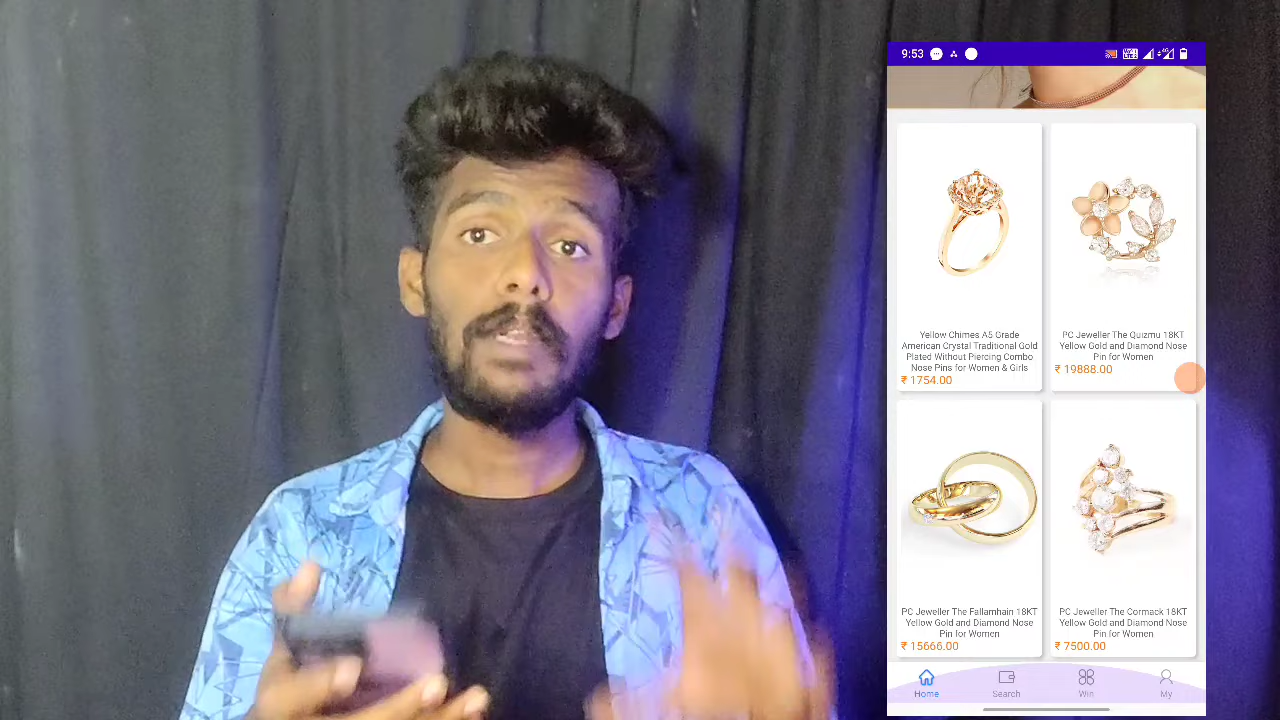 9:53
Yellow Chimes A5 Grade
American Crystal Traditional Gold
Plated Without Piercing Combo
Nose Pins for Women & Girls
₹ 1754.00
PC Jeweller The Quizmu 18KT
Yellow Gold and Diamond Nose
Pin for Women
₹ 19888.00
PC Jeweller The Fallamhain 18KT
Yellow Gold and Diamond Nose
Pin for Women
₹ 15666.00
PC Jeweller The Cormack 18KT
Yellow Gold and Diamond Nose
Pin for Women
₹ 7500.00
Home Search Win My